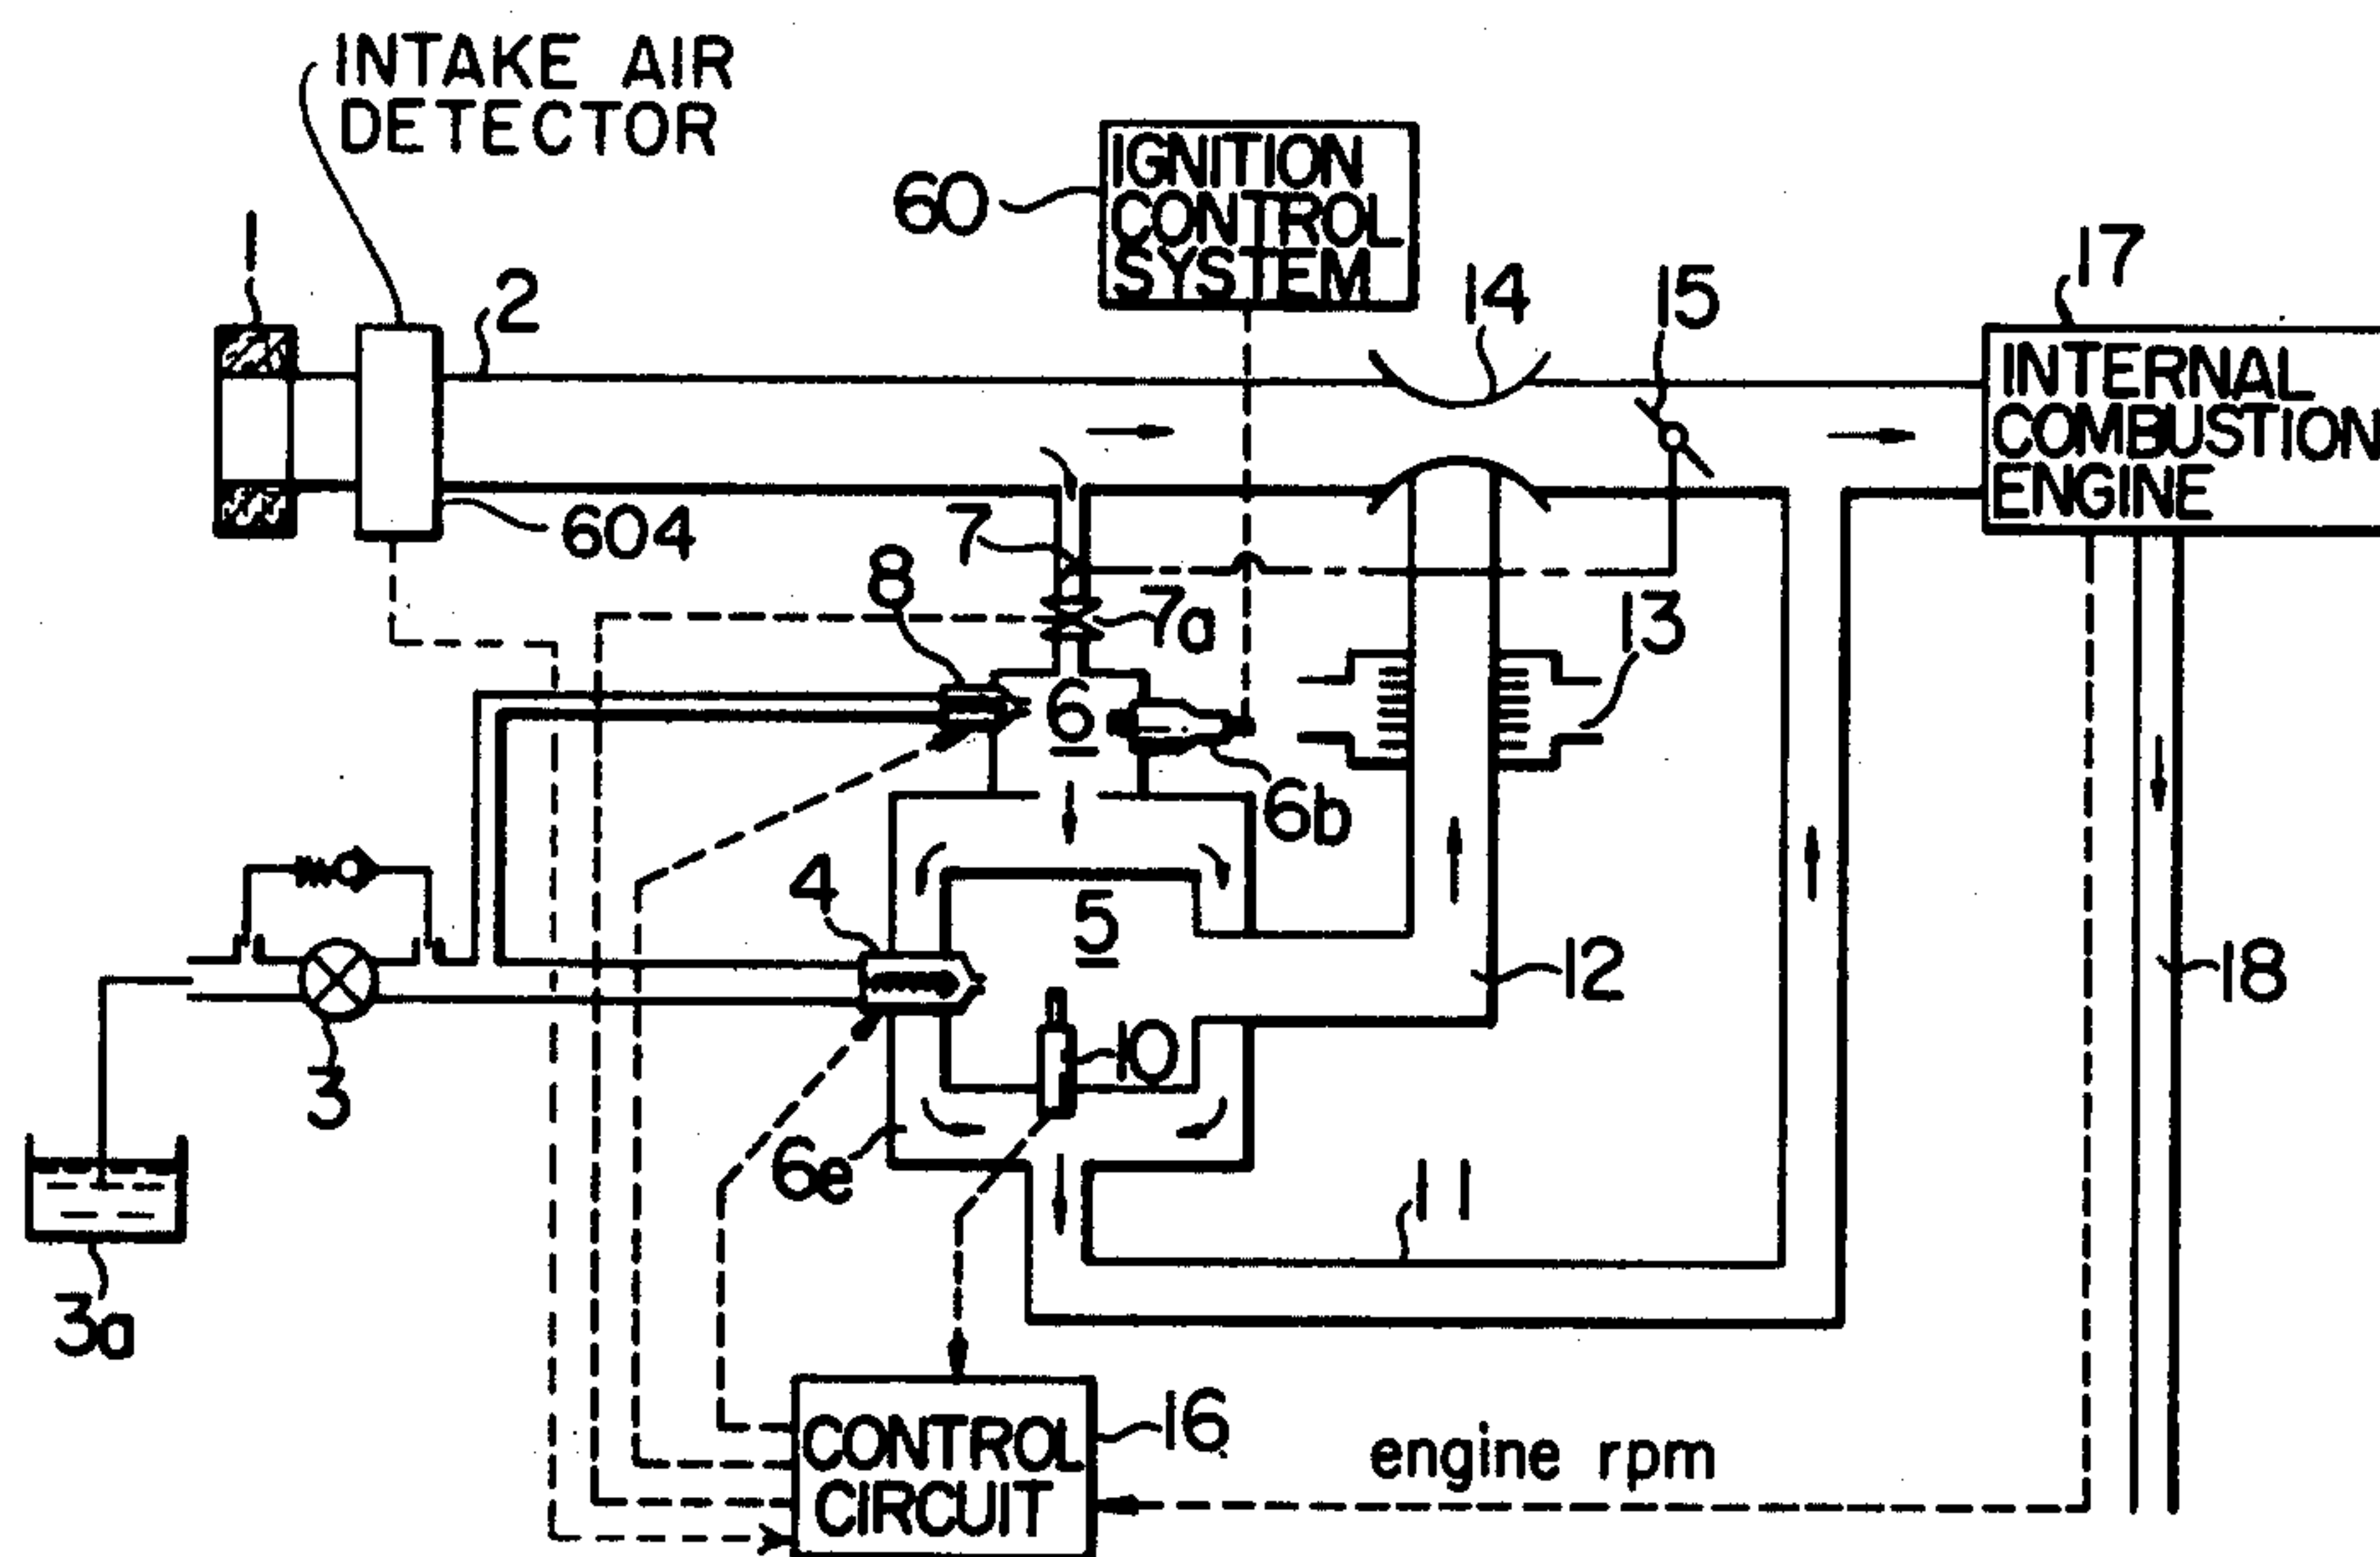 INTAKE AIR
DETECTOR
IGNITION
CONTROL
SYSTEM
60
1
2
14
15
17
INTERNAL
COMBUSTION
ENGINE
604
7
8
7a
13
6
6b
4
5
12
18
3
10
6e
11
3a
CONTROL
CIRCUIT
16
engine rpm